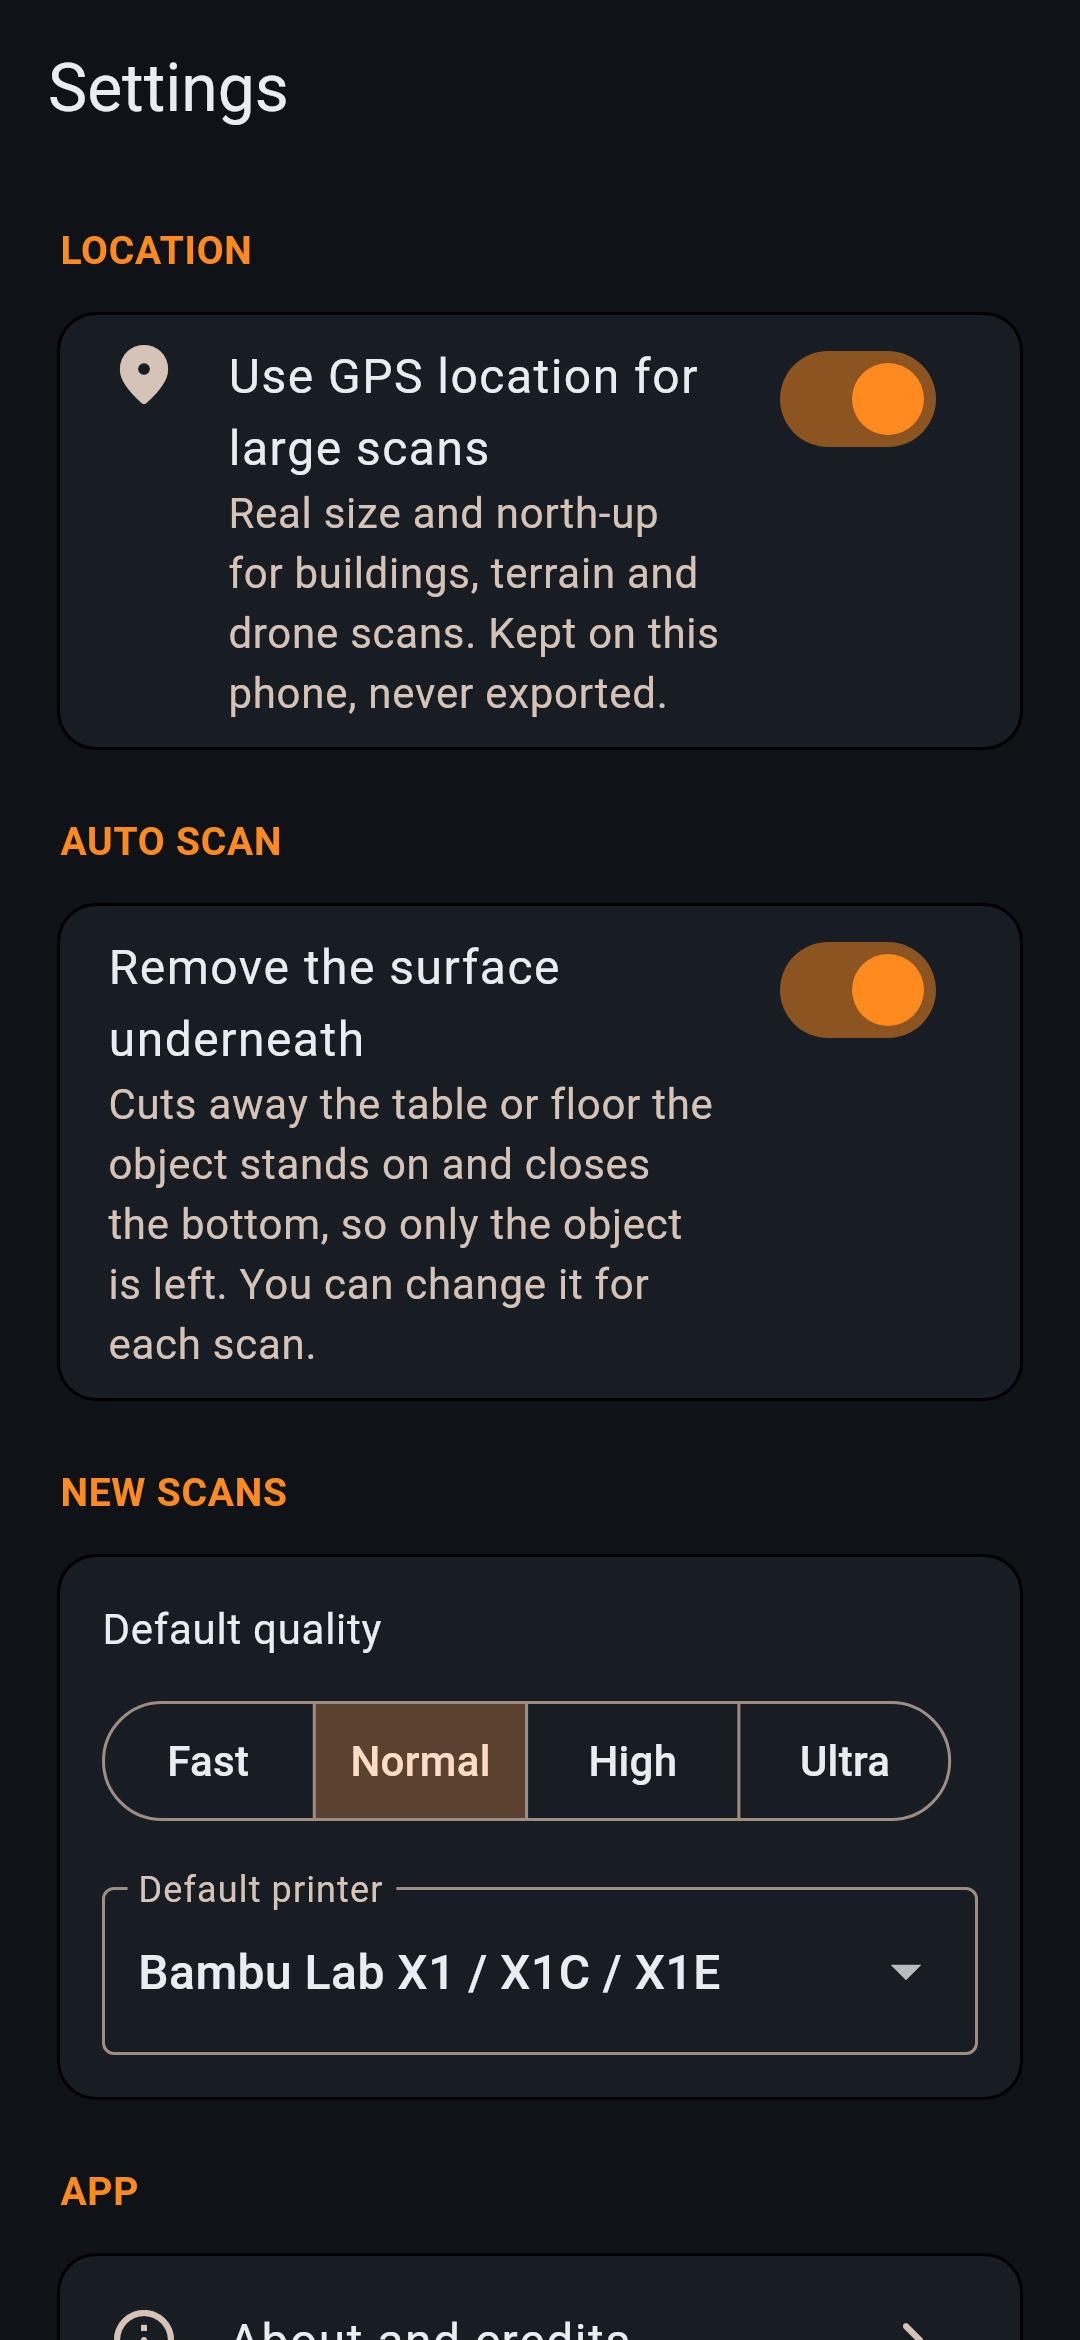 Settings
LOCATION
Use GPS location for
large scans
Real size and north-up
for buildings, terrain and
drone scans. Kept on this
phone, never exported.
AUTO SCAN
Remove the surface
underneath
Cuts away the table or floor the
object stands on and closes
the bottom, so only the object
is left. You can change it for
each scan.
NEW SCANS
Default quality
Fast Normal High Ultra
Default printer
Bambu Lab X1 / X1C / X1E
APP
About and credits